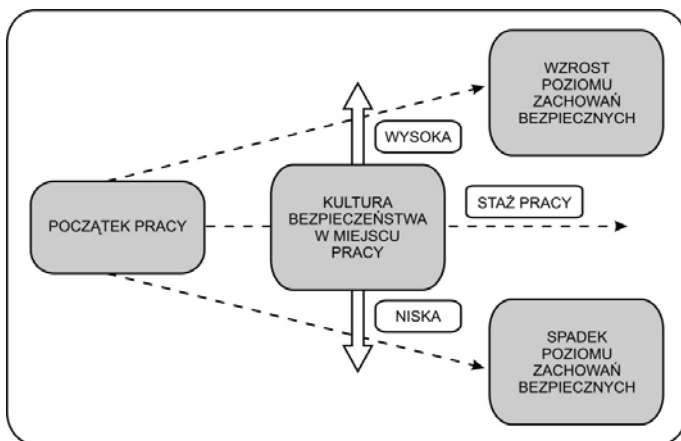 WZROST
POZIOMU
ZACHOWAŃ
BEZPIECZNYCH
WYSOKA
POCZĄTEK PRACY
KULTURA
BEZPIECZEŃSTWA
W MIEJSCU
PRACY
STAŻ PRACY
NISKA
SPADEK
POZIOMU
ZACHOWAŃ
BEZPIECZNYCH